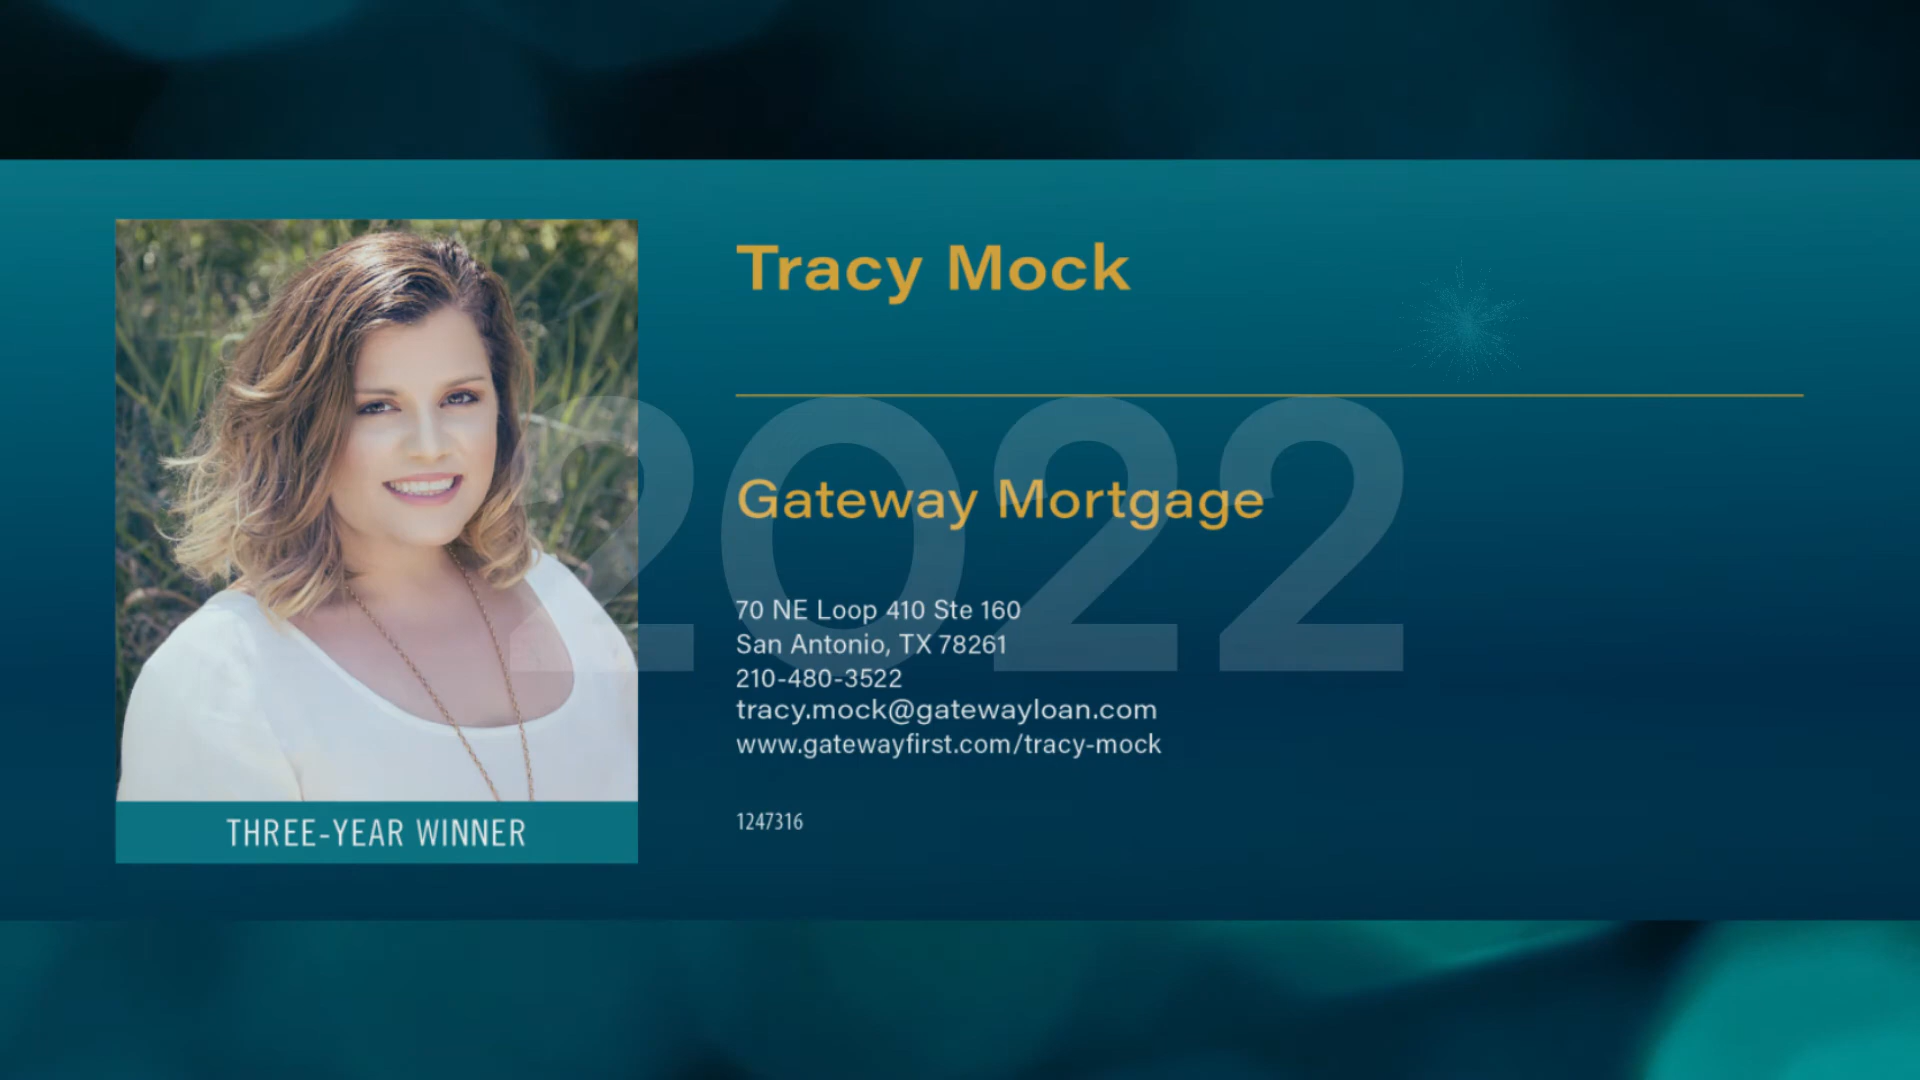 Tracy Mock
2022
Gateway Mortgage
70 NE Loop 410 Ste 160
San Antonio, TX 78261
210-480-3522
tracy.mock@gatewayloan.com
www.gatewayfirst.com/tracy-mock
1247316
THREE-YEAR WINNER